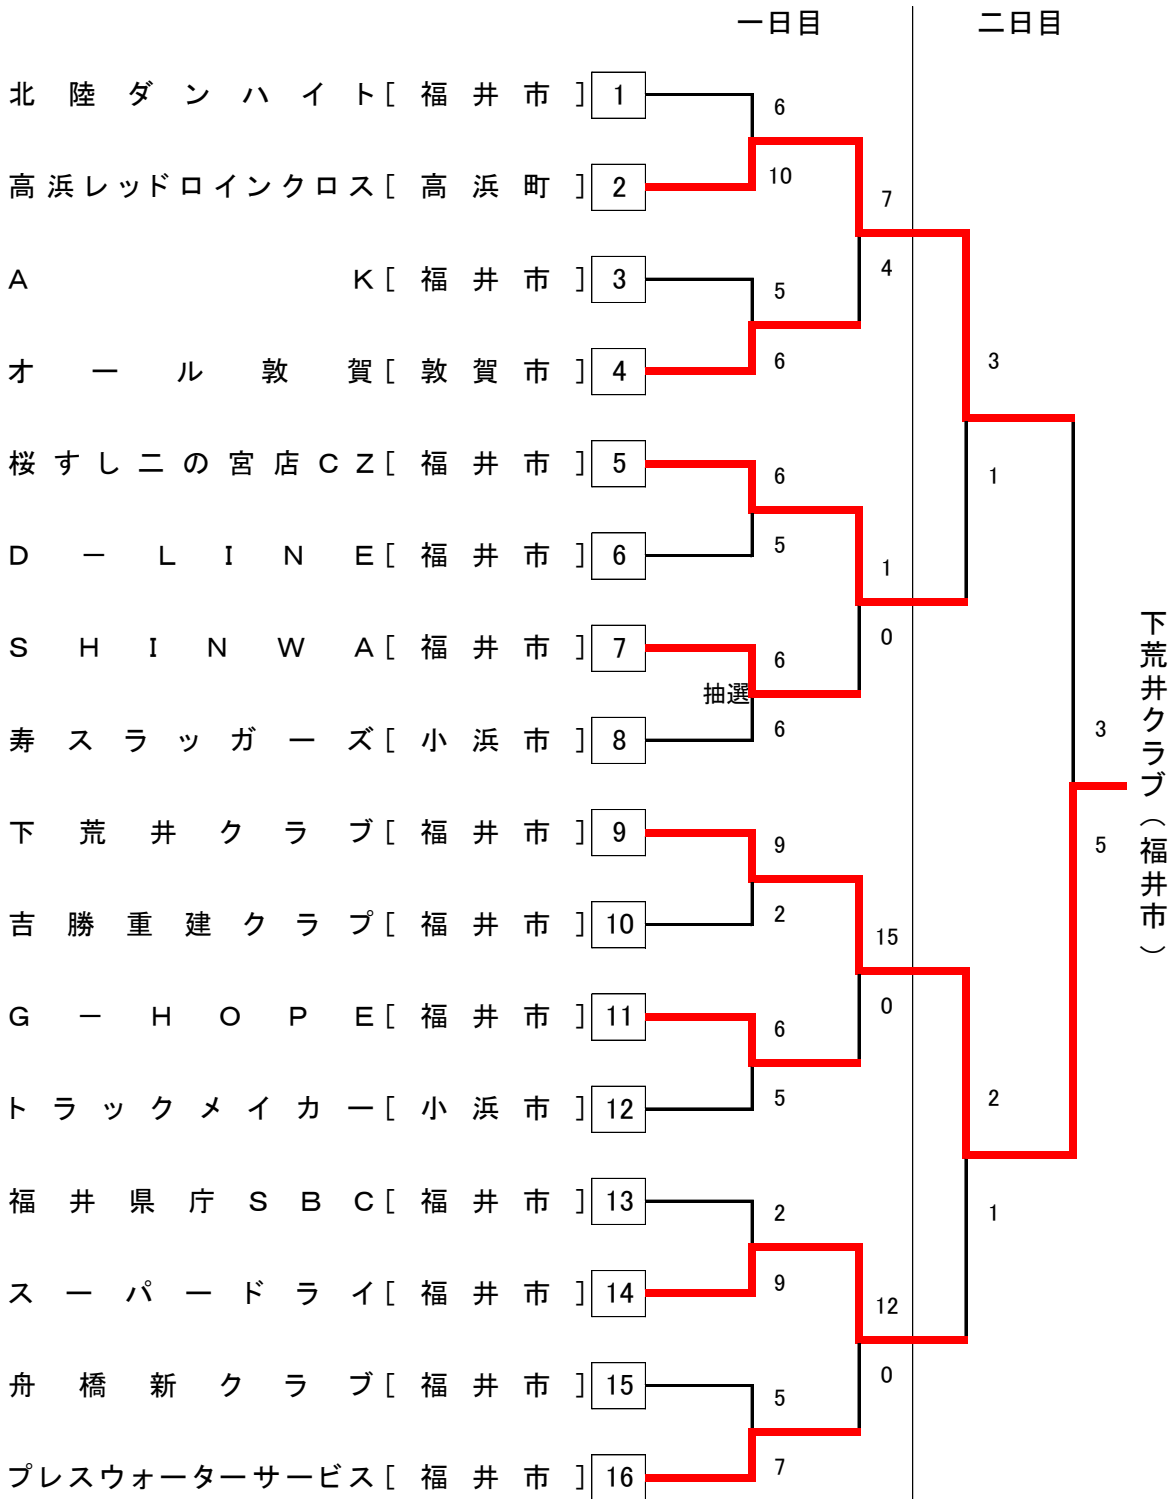 一日目 二日目
北陸ダンハイト[福井市] 1
6
10
高浜レッドロインクロス[高浜町] 2
7
4
AK[福井市] 3
5
6
オール敦賀[敦賀市] 4
3
1
桜すし二の宮店CZ[福井市] 5
6
5
D－LINE[福井市] 6
1
0
SHINWA[福井市] 7
6
抽選
6
寿スラッガーズ[小浜市] 8
3
5
下荒井クラブ（福井市）
下荒井クラブ[福井市] 9
9
2
吉勝重建クラブ[福井市] 10
15
0
G－HOPE[福井市] 11
6
5
トラックメイカー[小浜市] 12
2
1
福井県庁SBC[福井市] 13
2
9
スーパードライ[福井市] 14
12
0
舟橋新クラブ[福井市] 15
5
7
プレスウォーターサービス[福井市] 16